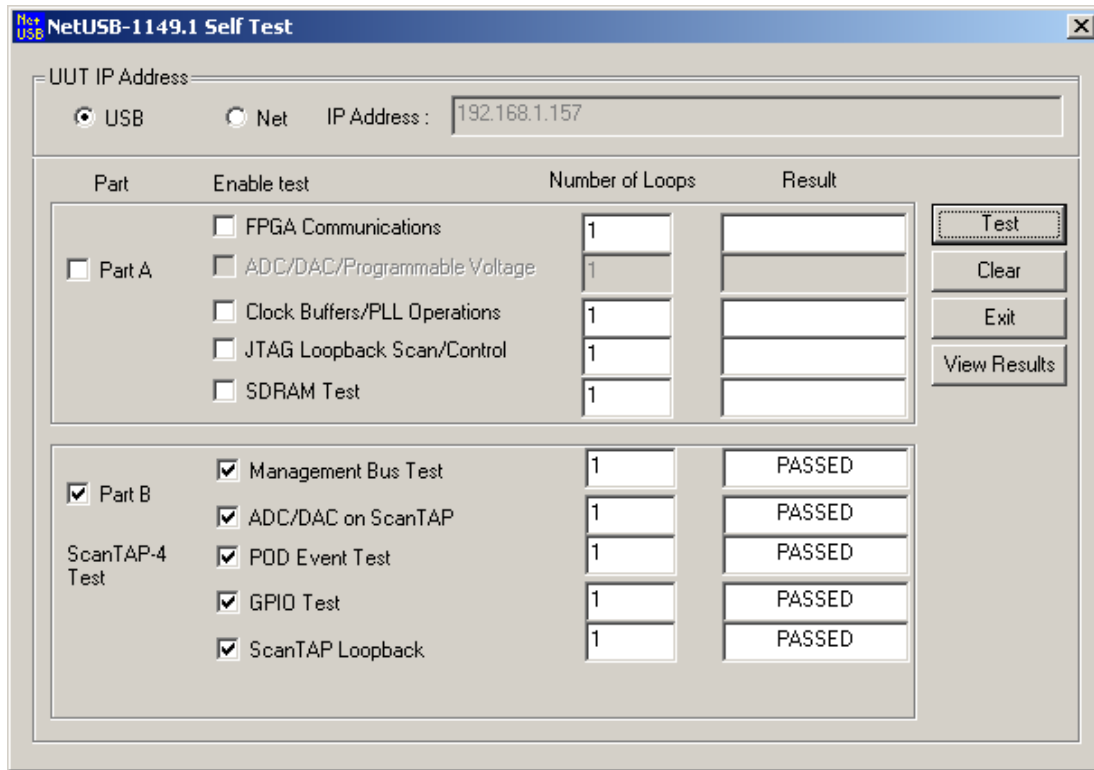 Net USB NetUSB-1149.1 Self Test
UUT IP Address
USB Net IP Address : 192.168.1.157
Part Enable test Number of Loops Result
FPGA Communications 1 Test
Part A ADC/DAC/Programmable Voltage 1 Clear
Clock Buffers/PLL Operations 1 Exit
JTAG Loopback Scan/Control 1 View Results
SDRAM Test 1
Management Bus Test 1 PASSED
Part B
ADC/DAC on ScanTAP 1 PASSED
ScanTAP-4 POD Event Test 1 PASSED
Test
GPIO Test 1 PASSED
ScanTAP Loopback 1 PASSED